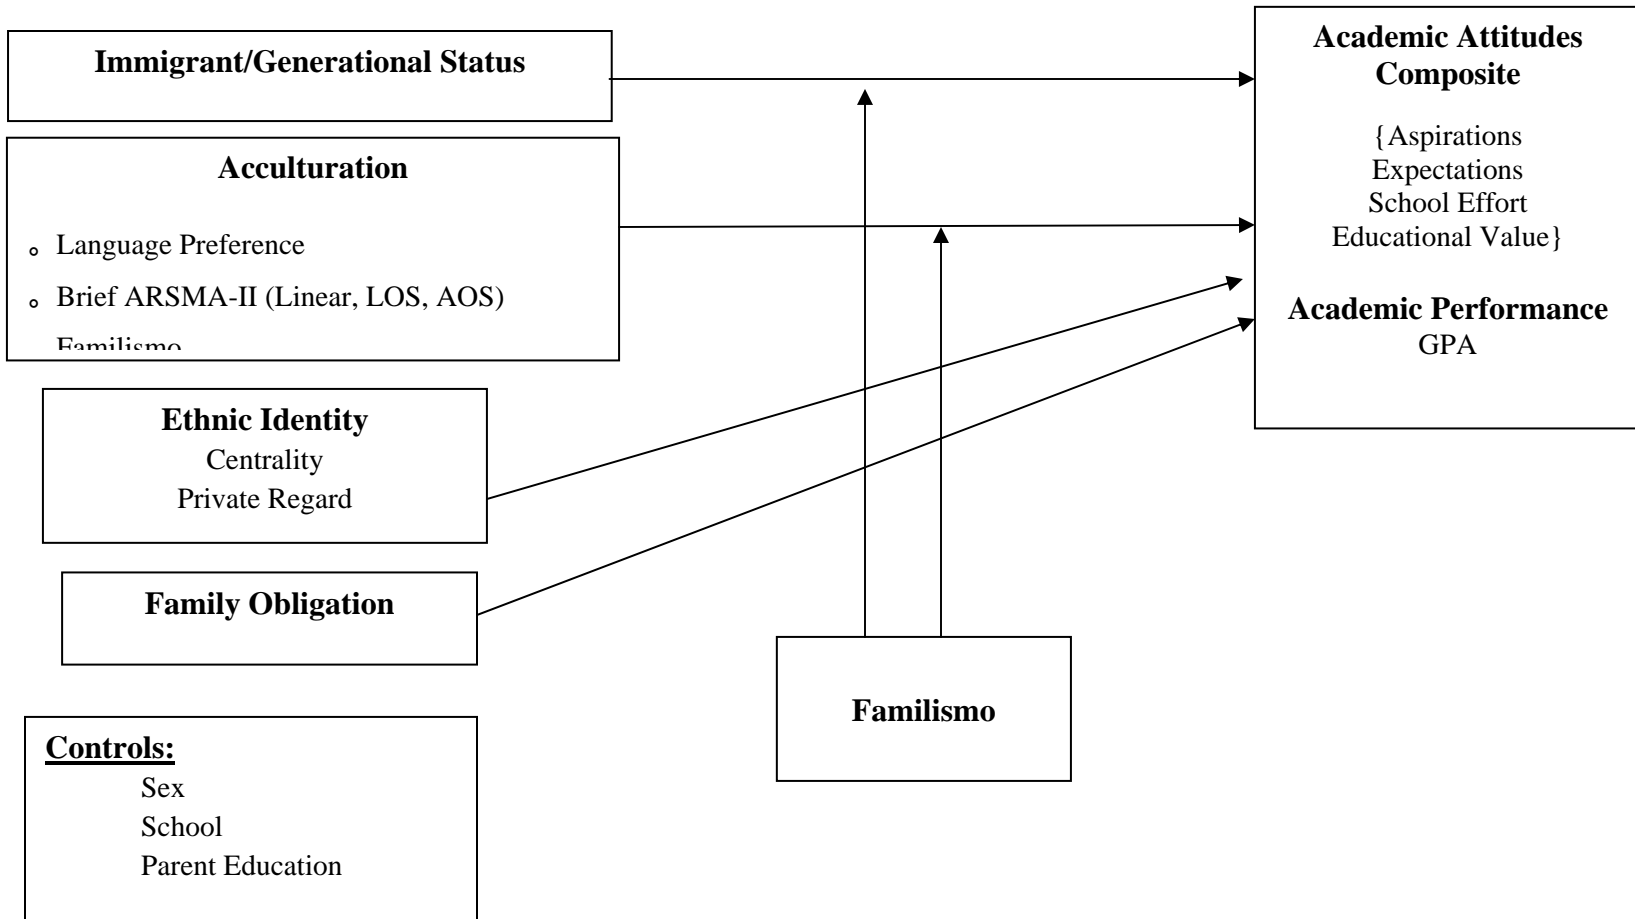 Immigrant/Generational Status
Acculturation
Language Preference
Brief ARSMA-II (Linear, LOS, AOS)
Familismo
Ethnic Identity
Centrality
Private Regard
Family Obligation
Controls:
Sex
School
Parent Education
Familismo
Academic Attitudes
Composite
{Aspirations
Expectations
School Effort
Educational Value}
Academic Performance
GPA